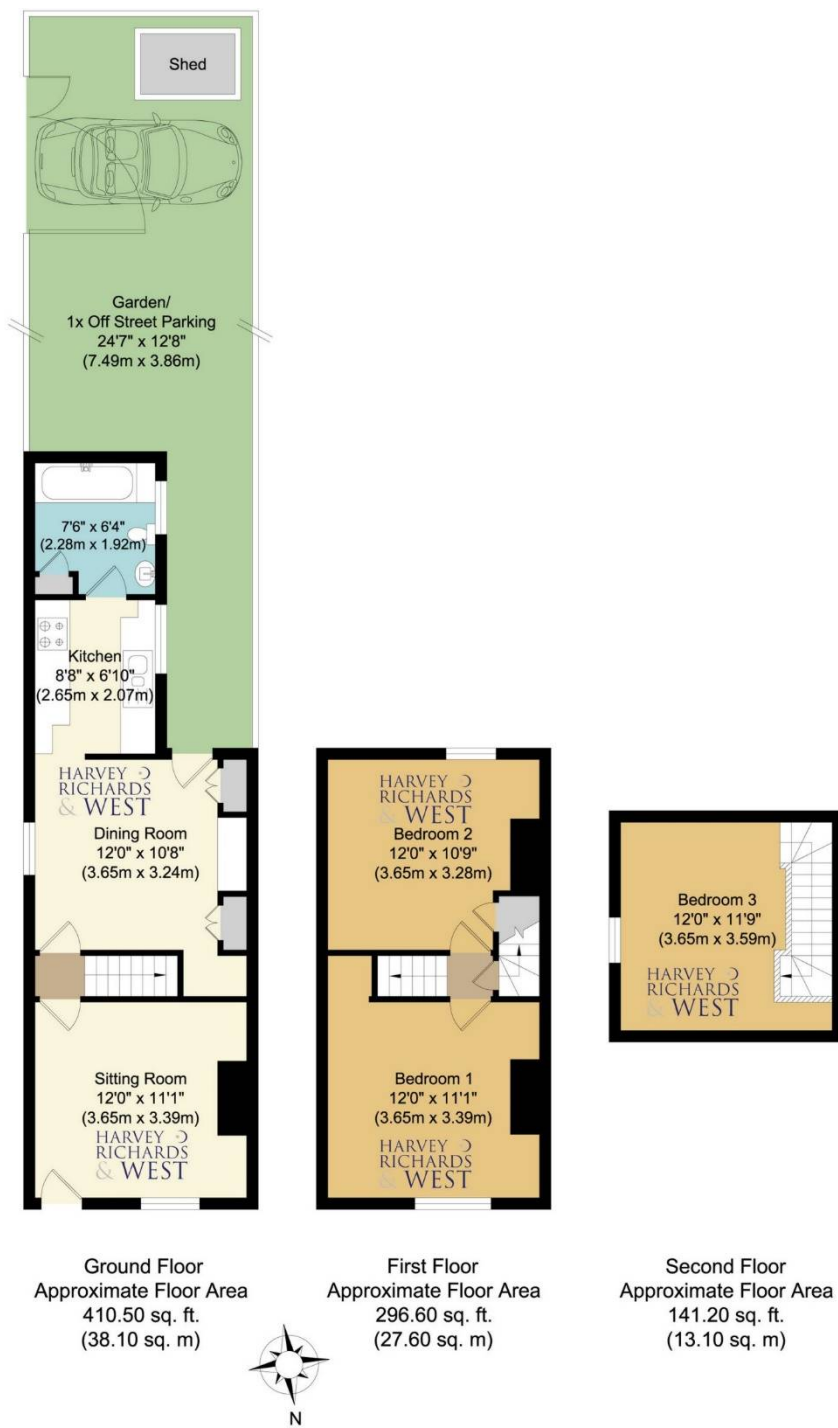 Shed
Garden/
1x Off Street Parking
24'7" x 12'8"
(7.49m x 3.86m)
7'6" x 6'4"
(2.28m x 1.92m)
Kitchen
8'8" x 6'10"
(2.65m x 2.07m)
HARVEY
RICHARDS
& WEST
Dining Room
12'0" x 10'8"
(3.65m x 3.24m)
Sitting Room
12'0" x 11'1"
(3.65m x 3.39m)
HARVEY
RICHARDS
& WEST
Ground Floor
Approximate Floor Area
410.50 sq. ft.
(38.10 sq. m)
HARVEY
RICHARDS
& WEST
Bedroom 2
12'0" x 10'9"
(3.65m x 3.28m)
Bedroom 1
12'0" x 11'1"
(3.65m x 3.39m)
HARVEY
RICHARDS
& WEST
First Floor
Approximate Floor Area
296.60 sq. ft.
(27.60 sq. m)
Bedroom 3
12'0" x 11'9"
(3.65m x 3.59m)
HARVEY
RICHARDS
& WEST
Second Floor
Approximate Floor Area
141.20 sq. ft.
(13.10 sq. m)
N